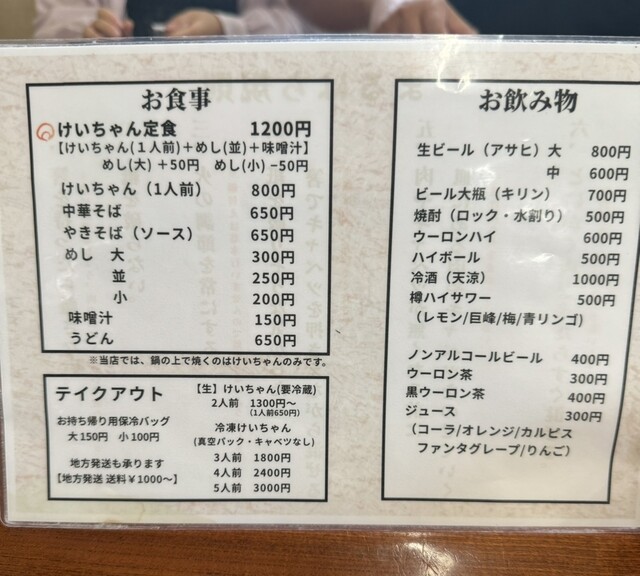 お食事
けいちゃん定食 1200円
【けいちゃん(1人前)+めし(並)+味噌汁】
めし(大)+50円 めし(小)−50円
けいちゃん(1人前) 800円
中華そば 650円
やきそば(ソース) 650円
めし 大 300円
並 250円
小 200円
味噌汁 150円
うどん 650円
※当店では、鍋の上で焼くのはけいちゃんのみです。
テイクアウト
お持ち帰り用保冷バッグ
大150円 小100円
地方発送も承ります
【地方発送 送料¥1000〜】
【生】けいちゃん(要冷蔵)
2人前 1300円〜
(1人前650円)
冷凍けいちゃん
(真空パック・キャベツなし)
3人前 1800円
4人前 2400円
5人前 3000円
お飲み物
生ビール(アサヒ)大 800円
中 600円
ビール大瓶(キリン) 700円
焼酎(ロック・水割り) 500円
ウーロンハイ 600円
ハイボール 500円
冷酒(天涼) 1000円
樽ハイサワー 500円
(レモン/巨峰/梅/青リンゴ)
ノンアルコールビール 400円
ウーロン茶 300円
黒ウーロン茶 400円
ジュース 300円
(コーラ/オレンジ/カルピス
ファンタグレープ/りんご)